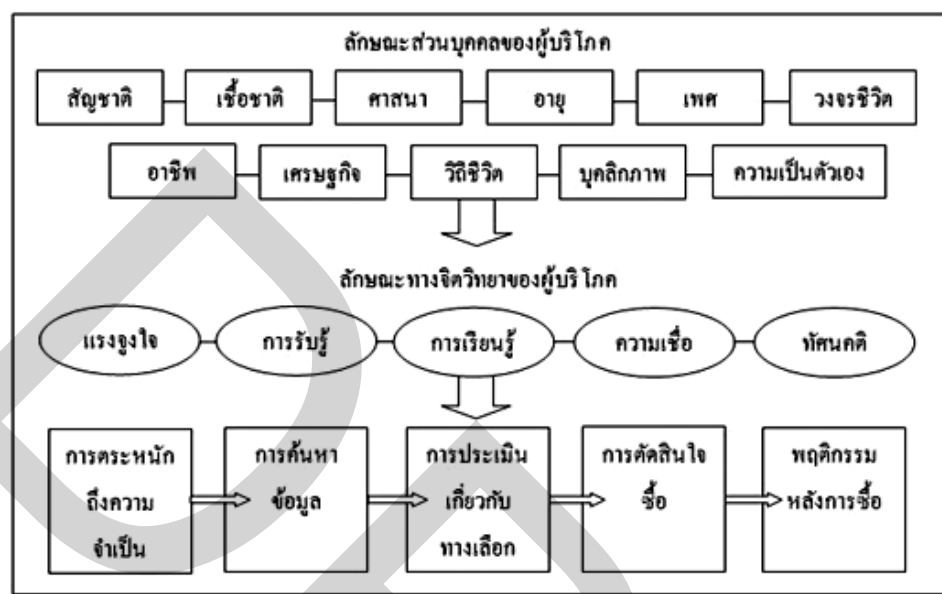 ลักษณะส่วนบุคคลของผู้บริโภค
สัญชาติ เชื้อชาติ ศาสนา อายุ เพศ วงจรชีวิต
อาชีพ เศรษฐกิจ วิถีชีวิต บุคลิกภาพ ความเป็นตัวเอง
ลักษณะทางจิตวิทยาของผู้บริโภค
แรงจูงใจ การรับรู้ การเรียนรู้ ความเชื่อ ทัศนคติ
การตระหนัก
ถึงความ
จำเป็น
การค้นหา
ข้อมูล
การประเมิน
เกี่ยวกับ
ทางเลือก
การตัดสินใจ
ซื้อ
พฤติกรรม
หลังการซื้อ